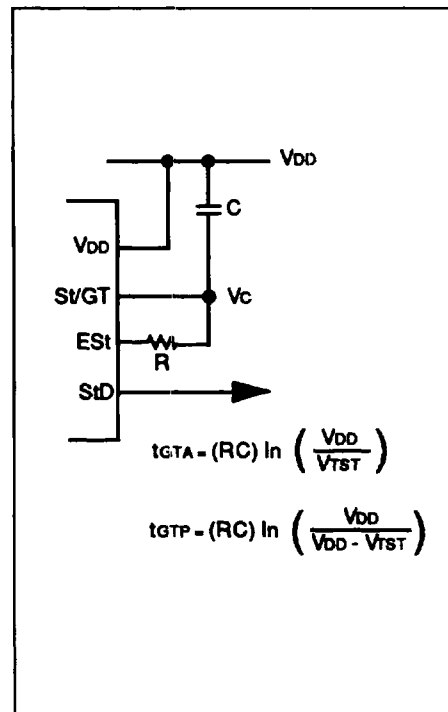 VDD
C
VDD
St/GT
Vc
ESt
R
StD
tGTA = (RC) ln ( VDD / VTST )
tGTP = (RC) ln ( VDD / VDD - VTST )